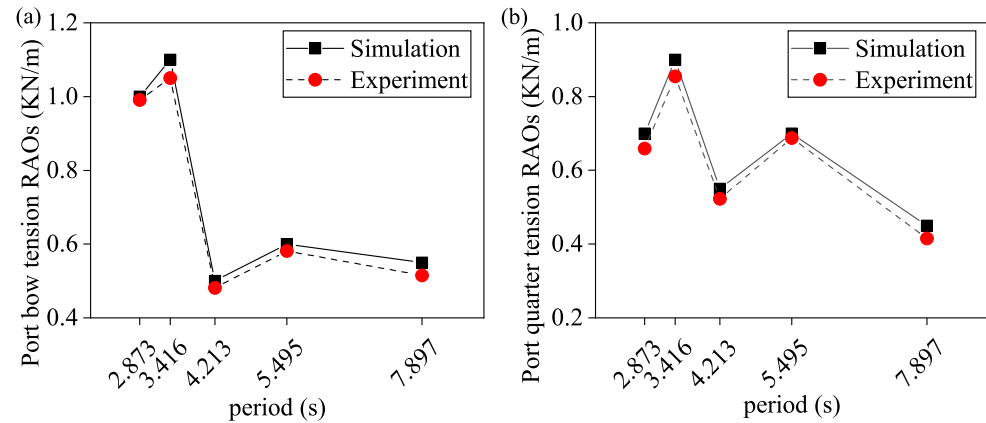 (a)
Port bow tension RAOs (KN/m)
1.2
1.0
0.8
0.6
0.4
Simulation
Experiment
2.873
3.416
4.213
5.495
7.897
period (s)
(b)
Port quarter tension RAOs (KN/m)
1.0
0.8
0.6
0.4
0.2
Simulation
Experiment
2.873
3.416
4.213
5.495
7.897
period (s)